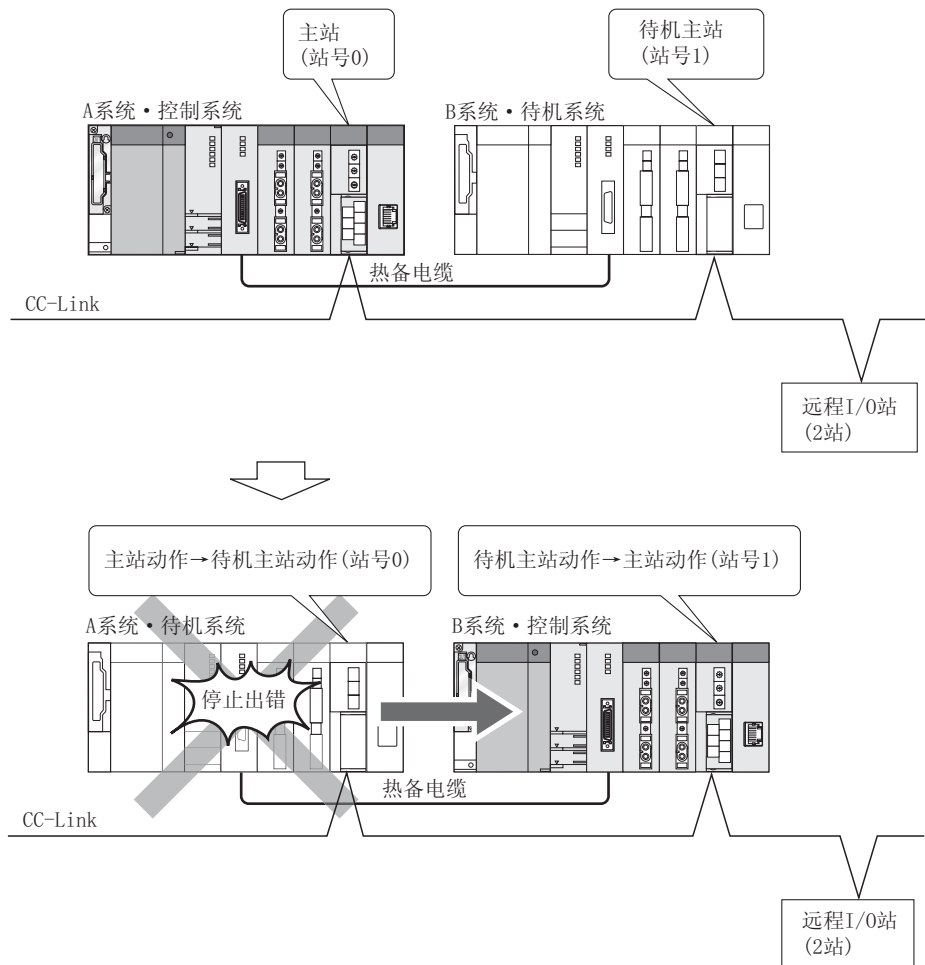 主站
(站号0)
待机主站
(站号1)
A系统·控制系统
B系统·待机系统
热备电缆
CC-Link
远程I/O站
(2站)
主站动作→待机主站动作(站号0)
待机主站动作→主站动作(站号1)
A系统·待机系统
B系统·控制系统
停止出错
热备电缆
CC-Link
远程I/O站
(2站)